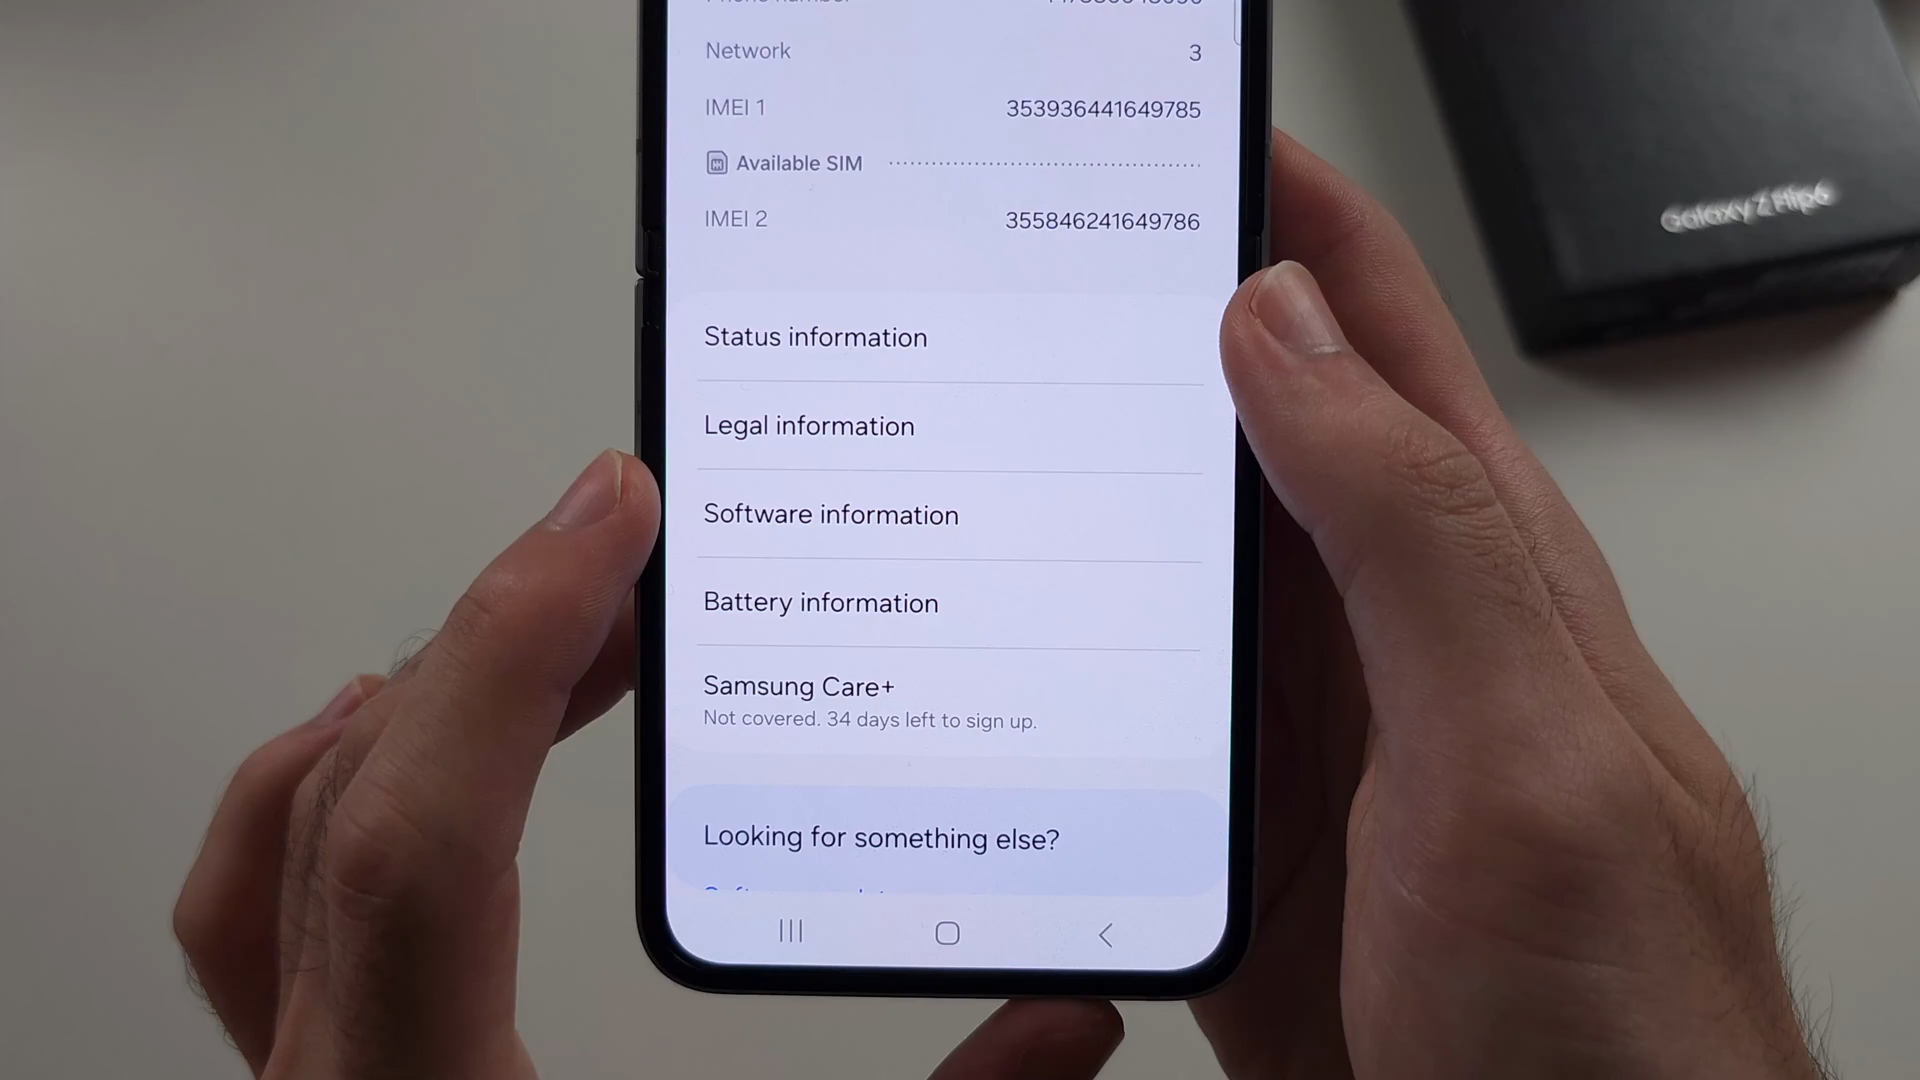 Network 3
IMEI 1 353936441649785
Available SIM
IMEI 2 355846241649786
Status information
Legal information
Software information
Battery information
Samsung Care+
Not covered. 34 days left to sign up.
Looking for something else?
Galaxy Z Flip6